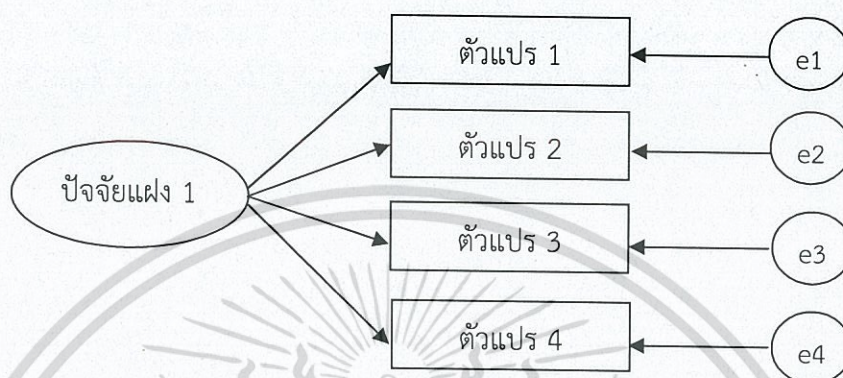 ตัวแปร 1
e1
ตัวแปร 2
e2
ปัจจัยแฝง 1
ตัวแปร 3
e3
ตัวแปร 4
e4